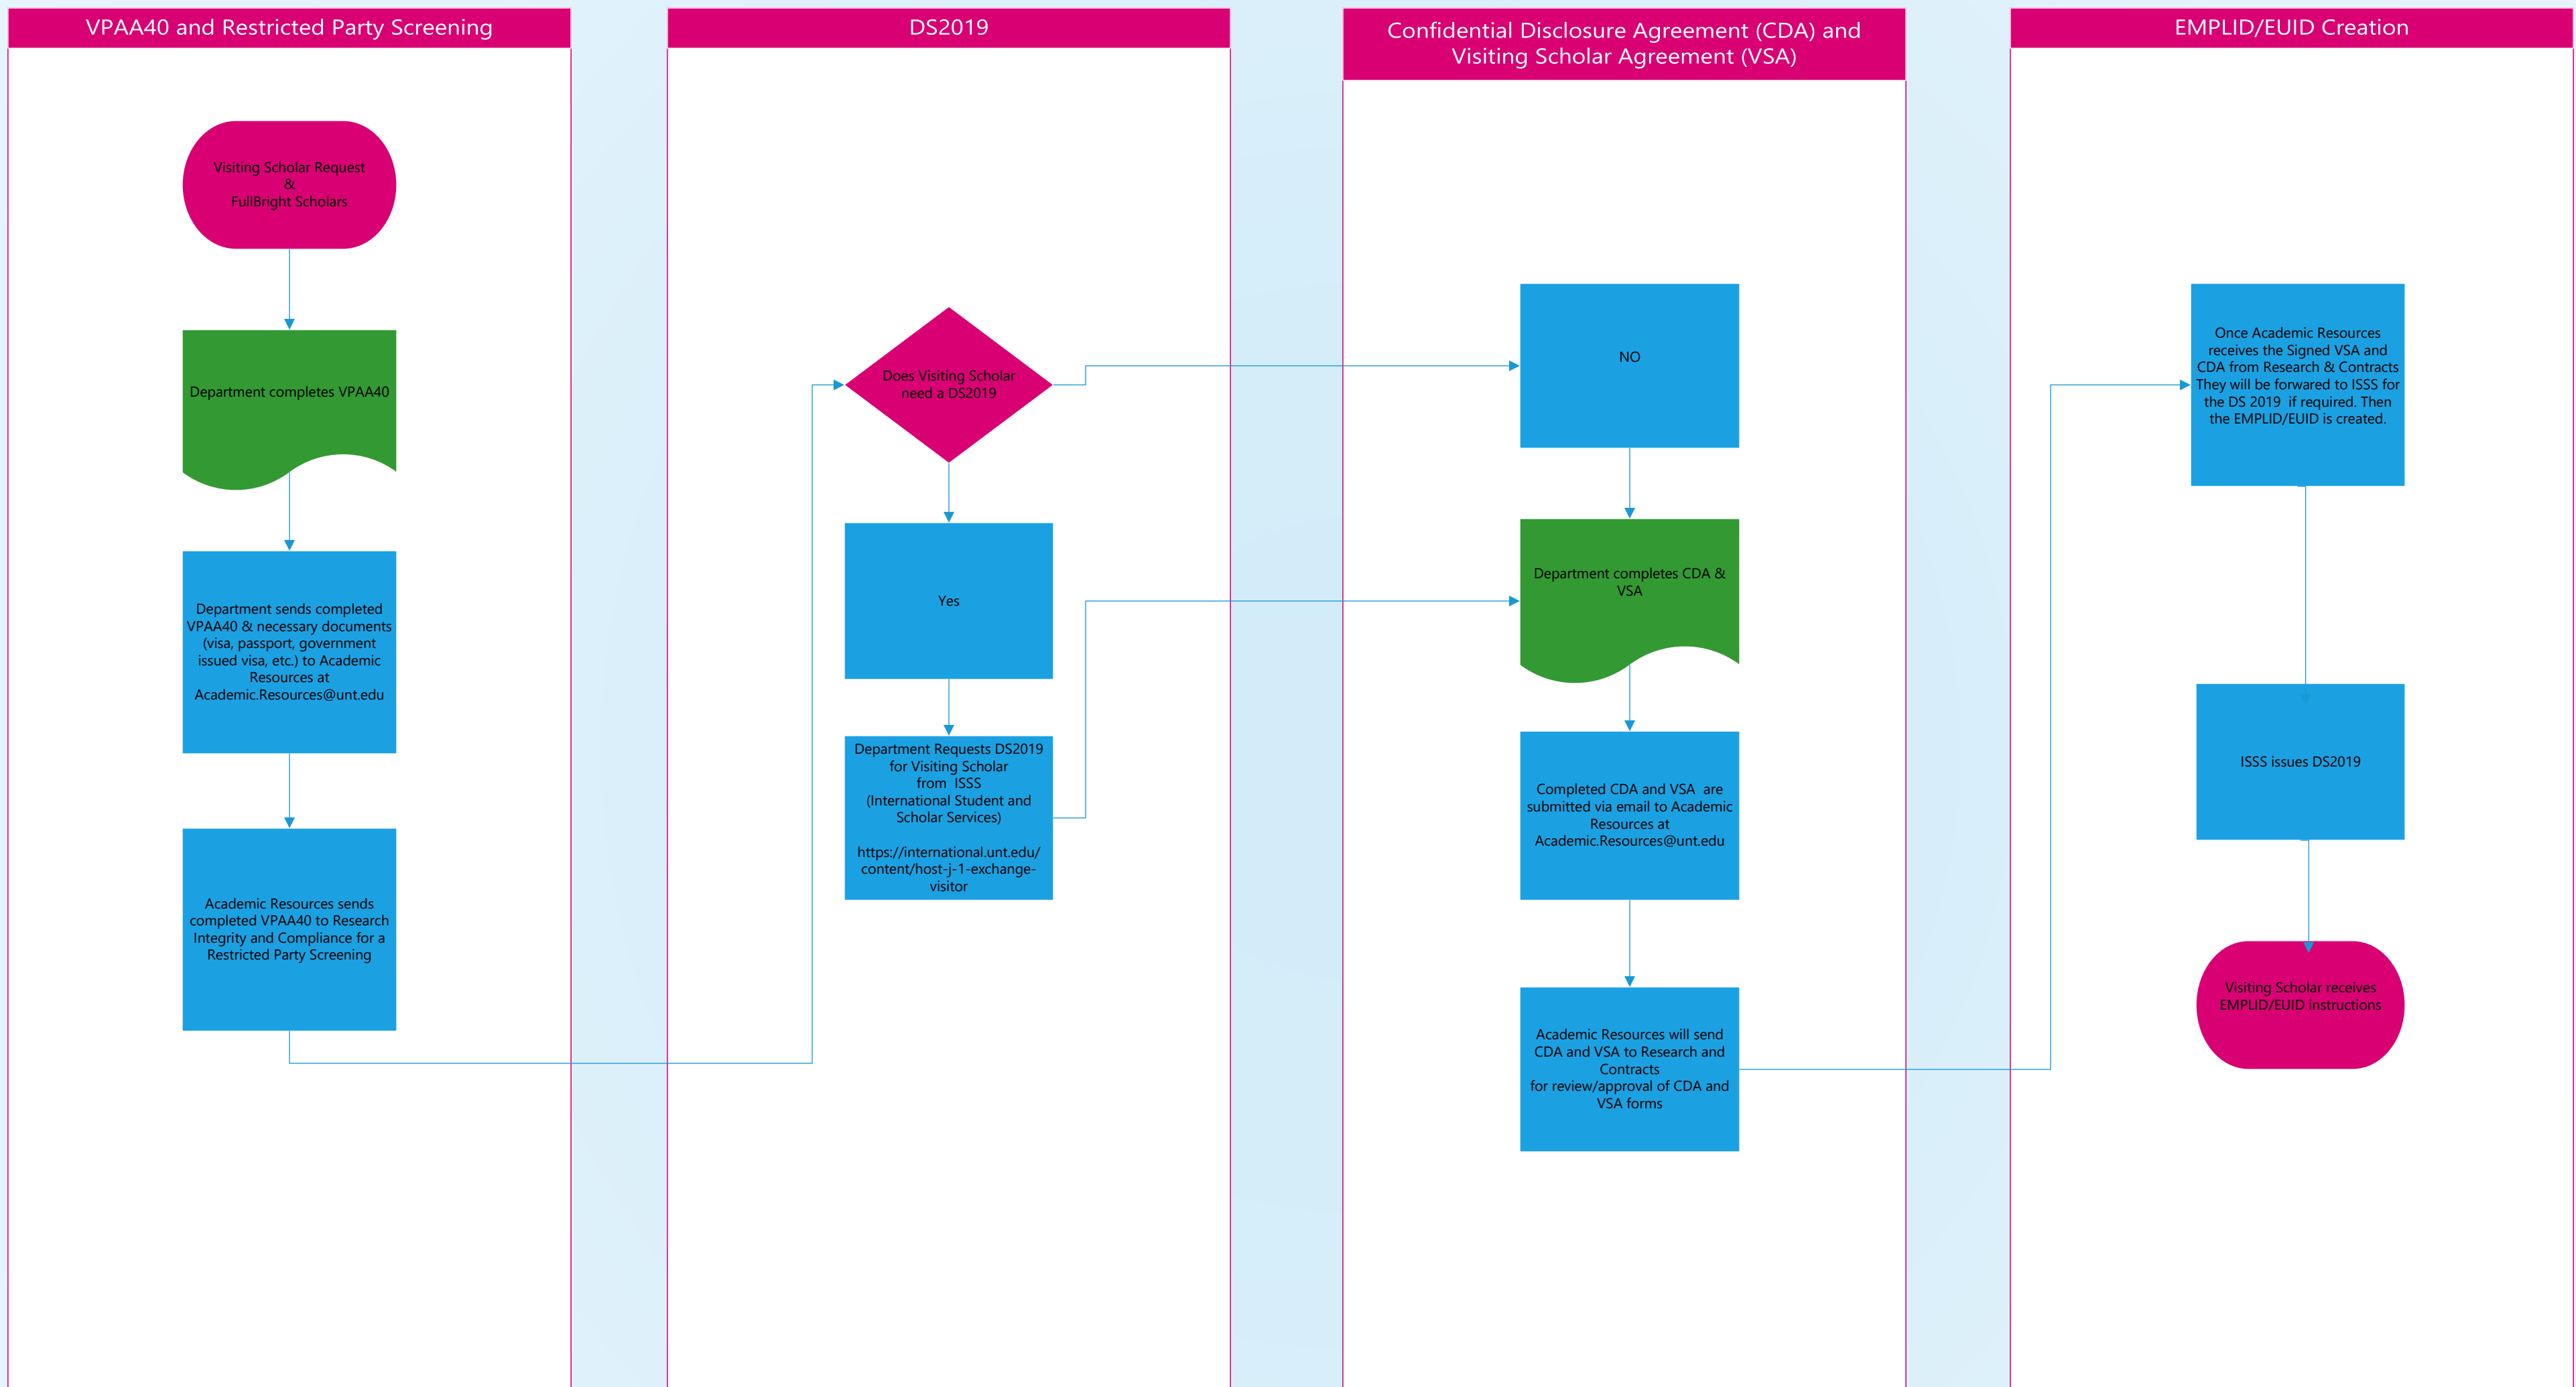 VPAA40 and Restricted Party Screening
Visiting Scholar Request
&
FullBright Scholars
Department completes VPAA40
Department sends completed
VPAA40 & necessary documents
(visa, passport, government
issued visa, etc.) to Academic
Resources at
Academic.Resources@unt.edu
Academic Resources sends
completed VPAA40 to Research
Integrity and Compliance for a
Restricted Party Screening
DS2019
Does Visiting Scholar
need a DS2019
Yes
Department Requests DS2019
for Visiting Scholar
from ISSS
(International Student and
Scholar Services)
https://international.unt.edu/
content/host-j-1-exchange-
visitor
Confidential Disclosure Agreement (CDA) and
Visiting Scholar Agreement (VSA)
NO
Department completes CDA &
VSA
Completed CDA and VSA are
submitted via email to Academic
Resources at
Academic.Resources@unt.edu
Academic Resources will send
CDA and VSA to Research and
Contracts
for review/approval of CDA and
VSA forms
EMPLID/EUID Creation
Once Academic Resources
receives the Signed VSA and
CDA from Research & Contracts
They will be forwared to ISSS for
the DS 2019 if required. Then
the EMPLID/EUID is created.
ISSS issues DS2019
Visiting Scholar receives
EMPLID/EUID instructions